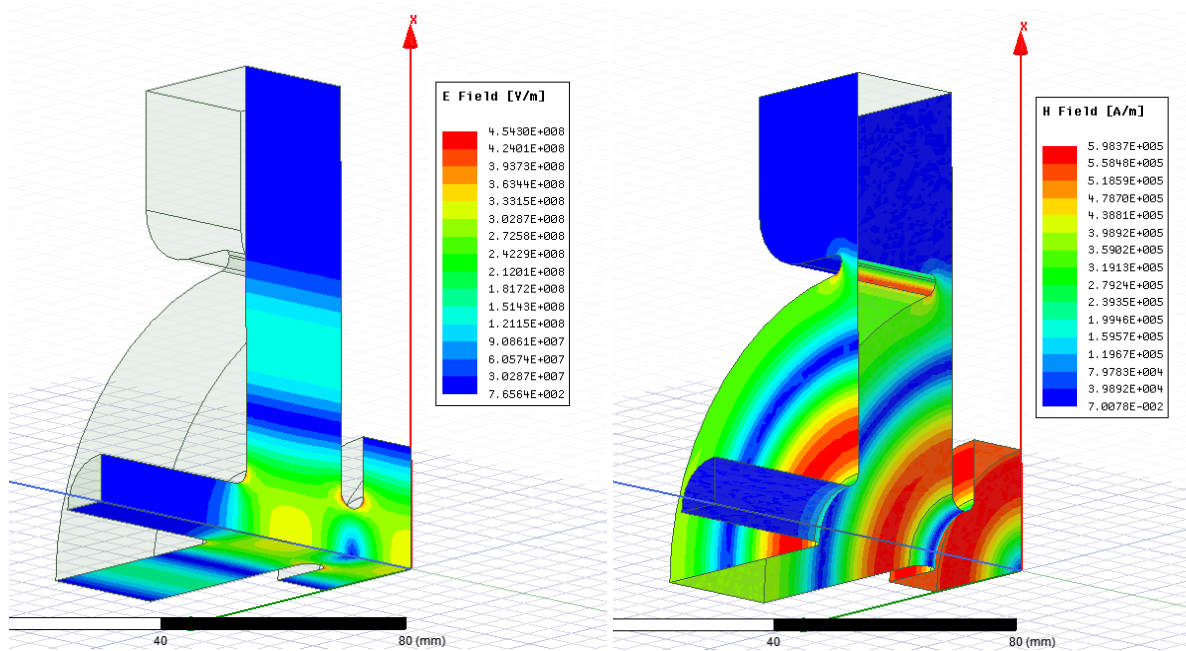 X
E Field [V/m]
4.5430E+008
4.2401E+008
3.9373E+008
3.6344E+008
3.3315E+008
3.0287E+008
2.7258E+008
2.4229E+008
2.1201E+008
1.8172E+008
1.5143E+008
1.2115E+008
9.0861E+007
6.0574E+007
3.0287E+007
7.6564E+002
40
80 (mm)
X
H Field [A/m]
5.9837E+005
5.5848E+005
5.1859E+005
4.7870E+005
4.3881E+005
3.9892E+005
3.5902E+005
3.1913E+005
2.7924E+005
2.3935E+005
1.9946E+005
1.5957E+005
1.1967E+005
7.9783E+004
3.9892E+004
7.0078E-002
40
80 (mm)